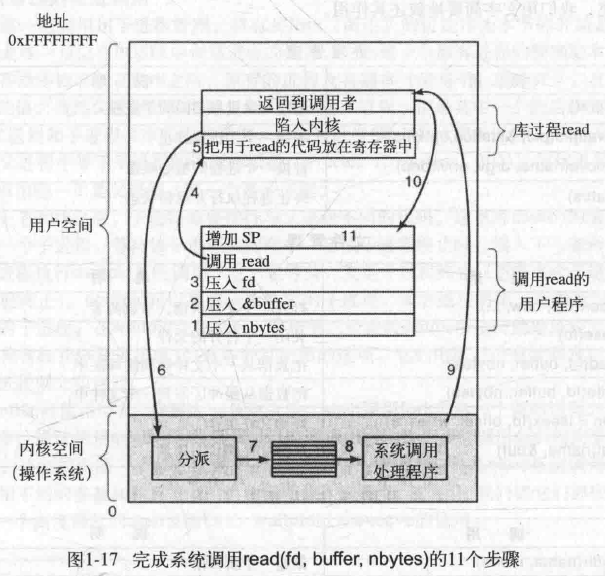 地址
0xFFFFFFFF
返回到调用者
陷入内核
5 把用于read的代码放在寄存器中
库过程read
4
10
用户空间
增加 SP 11
调用 read
3 压入 fd
2 压入 &buffer
1 压入 nbytes
调用read的
用户程序
6
9
内核空间
(操作系统)
分派
7
8
系统调用
处理程序
0
图1-17 完成系统调用read(fd, buffer, nbytes)的11个步骤